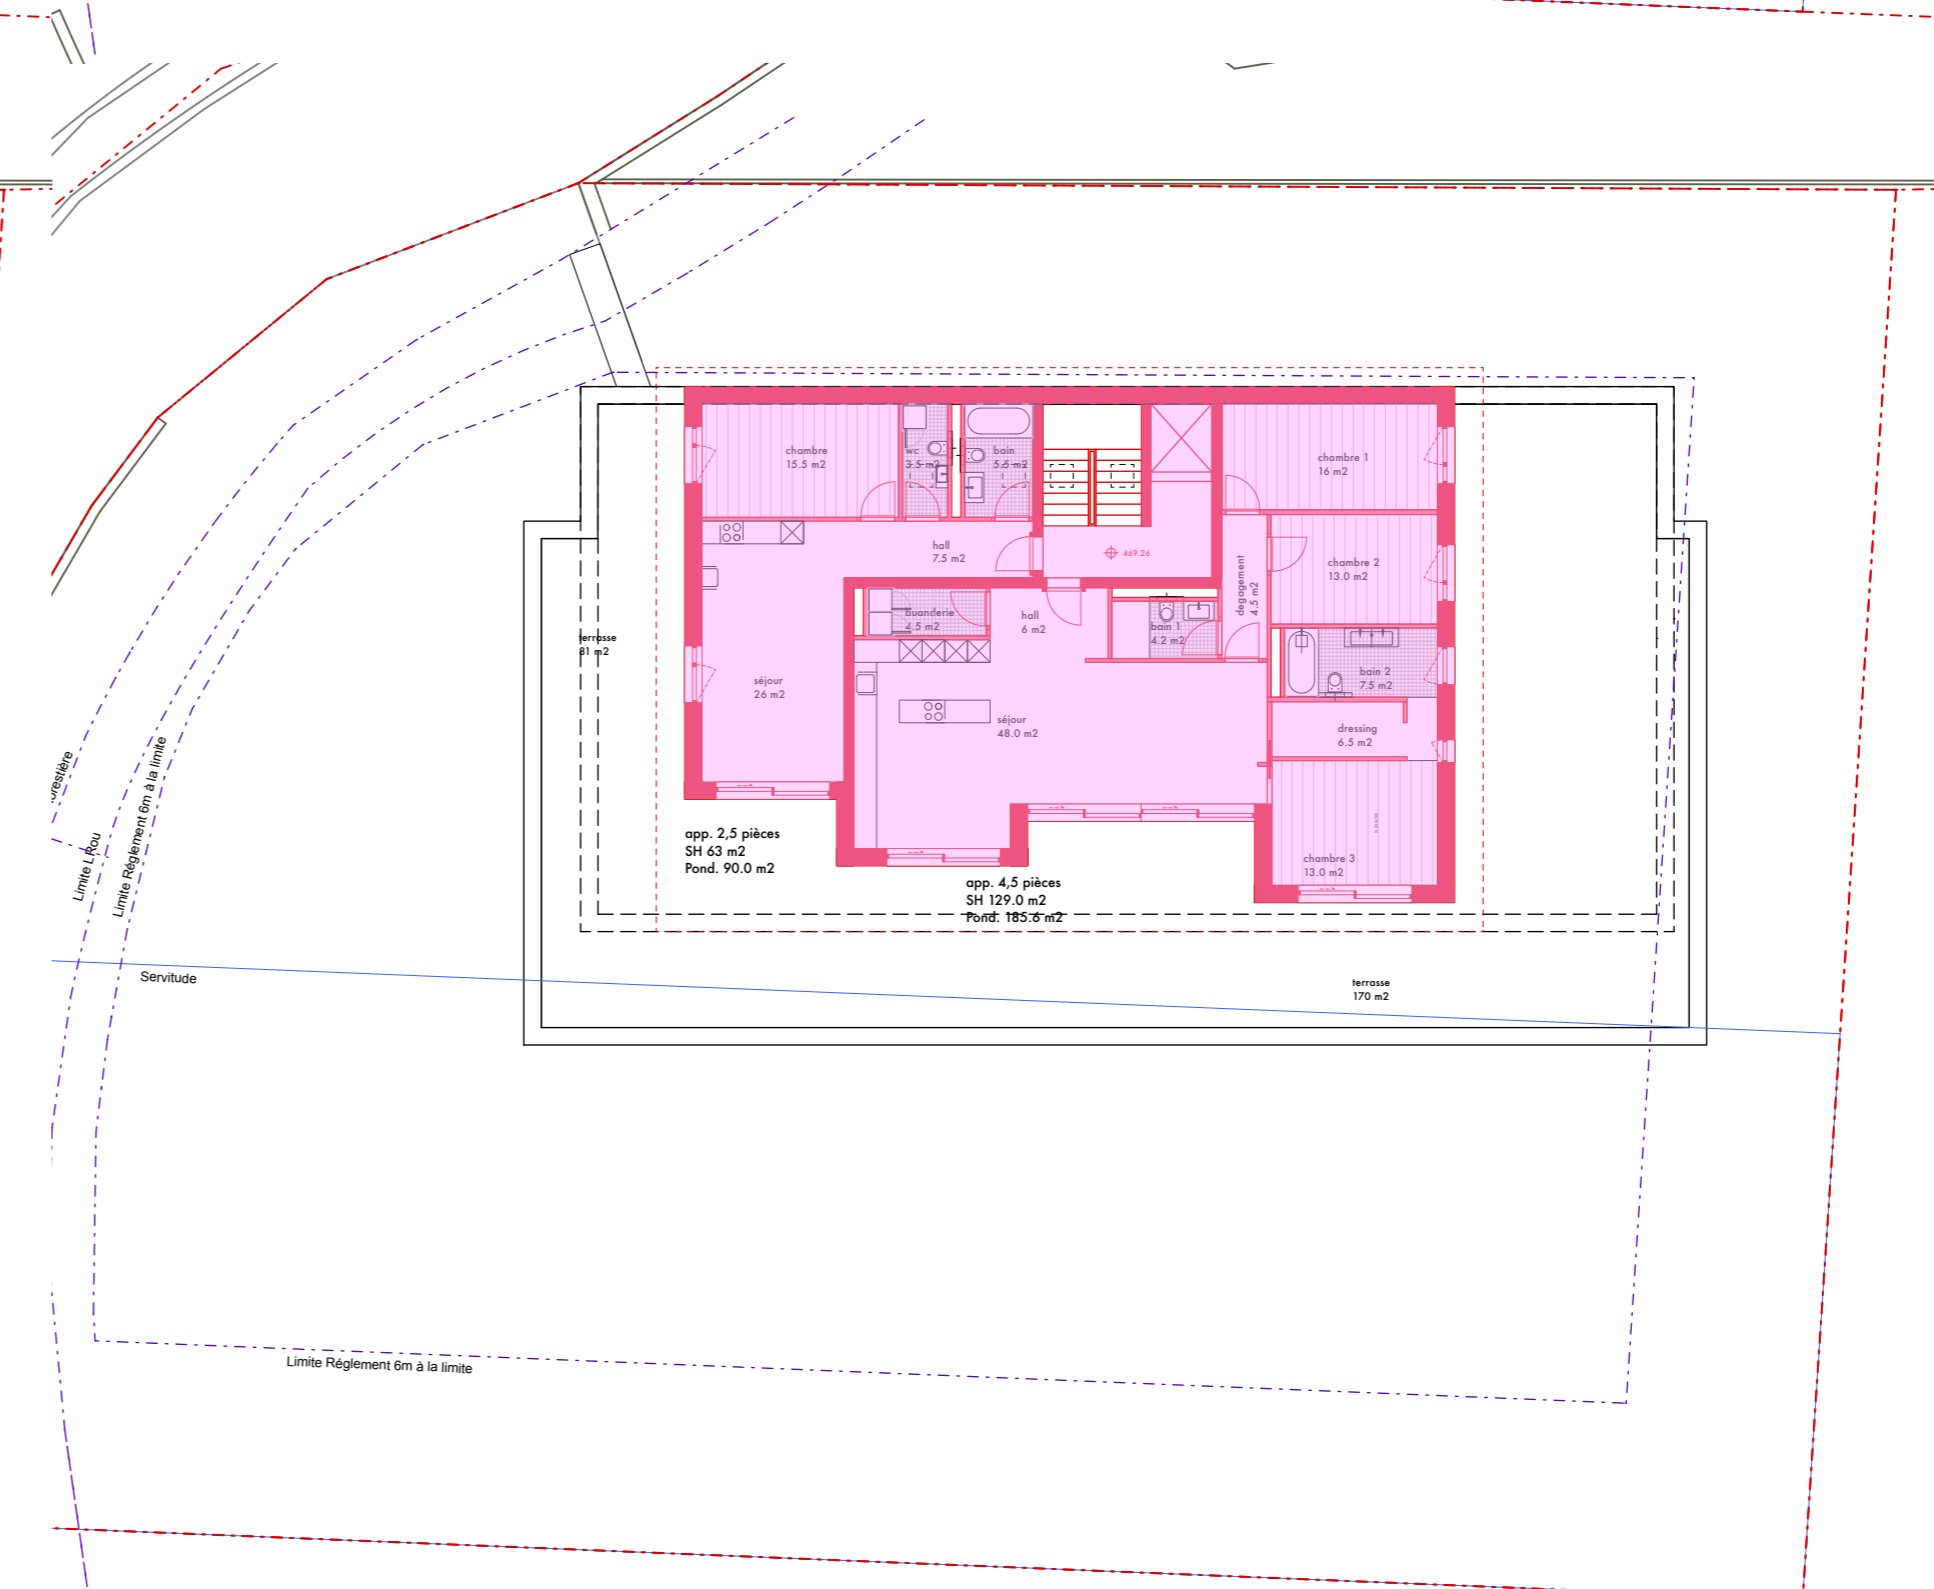 chambre
15.5 m2
wc
3.5 m2
bain
5.6 m2
chambre 1
16 m2
hall
7.5 m2
469.26
chambre 2
13.0 m2
degagement
4.5 m2
buanderie
4.5 m2
hall
6 m2
bain 1
4.2 m2
terrasse
81 m2
séjour
26 m2
bain 2
7.5 m2
séjour
48.0 m2
dressing
6.5 m2
chambre 3
13.0 m2
app. 2,5 pièces
SH 63 m2
Pond. 90.0 m2
app. 4,5 pièces
SH 129.0 m2
Pond. 185.6 m2
orestière
Limite L Rou
Limite Réglement 6m à la limite
Servitude
terrasse
170 m2
Limite Réglement 6m à la limite